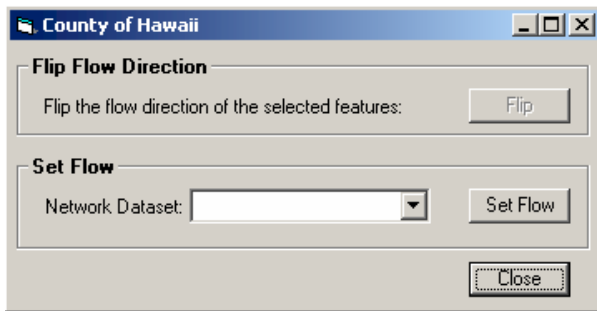 County of Hawaii
Flip Flow Direction
Flip the flow direction of the selected features: Flip
Set Flow
Network Dataset: Set Flow
Close